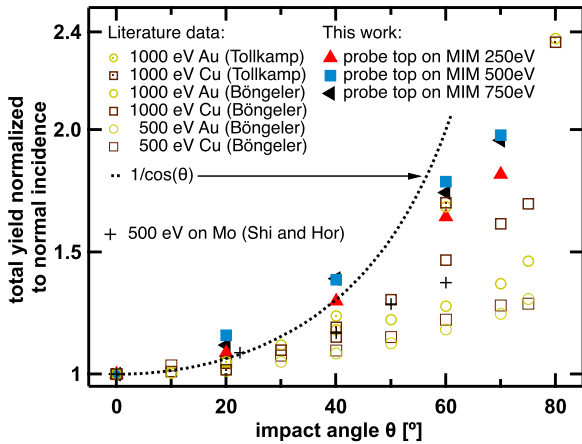 2.4
2.0
1.5
1
total yield normalized
to normal incidence
Literature data:
1000 eV Au (Tollkamp)
1000 eV Cu (Tollkamp)
1000 eV Au (Böngeler)
1000 eV Cu (Böngeler)
500 eV Au (Böngeler)
500 eV Cu (Böngeler)
1/cos(θ)
500 eV on Mo (Shi and Hor)
This work:
probe top on MIM 250eV
probe top on MIM 500eV
probe top on MIM 750eV
0 20 40 60 80
impact angle θ [º]